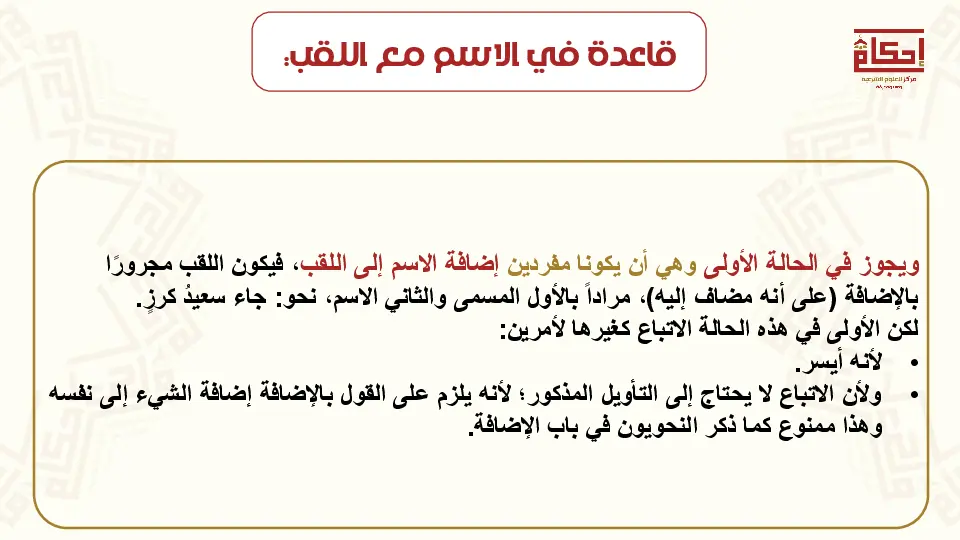 قاعدة في الاسم مع اللقب:
إحكام
مركز للعلوم الشرعية
ويجوز في الحالة الأولى وهي أن يكونا مفردين إضافة الاسم إلى اللقب، فيكون اللقب مجرورًا
بالإضافة (على أنه مضاف إليه)، مراداً بالأول المسمى والثاني الاسم، نحو: جاء سعيدُ كرزٍ.
لكن الأولى في هذه الحالة الاتباع كغيرها لأمرين:
• لأنه أيسر.
• ولأن الاتباع لا يحتاج إلى التأويل المذكور؛ لأنه يلزم على القول بالإضافة إضافة الشيء إلى نفسه
وهذا ممنوع كما ذكر النحويون في باب الإضافة.